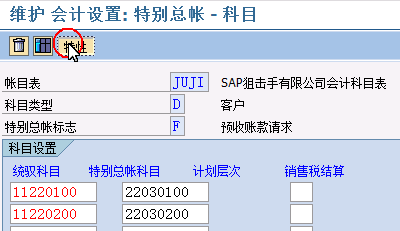 维护 会计设置: 特别总帐 - 科目
特性
帐目表 JUJI SAP狙击手有限公司会计科目表
科目类型 D 客户
特别总帐标志 F 预收账款请求
科目设置
统驭科目 特别总帐科目 计划层次 销售税结算
11220100 22030100
11220200 22030200